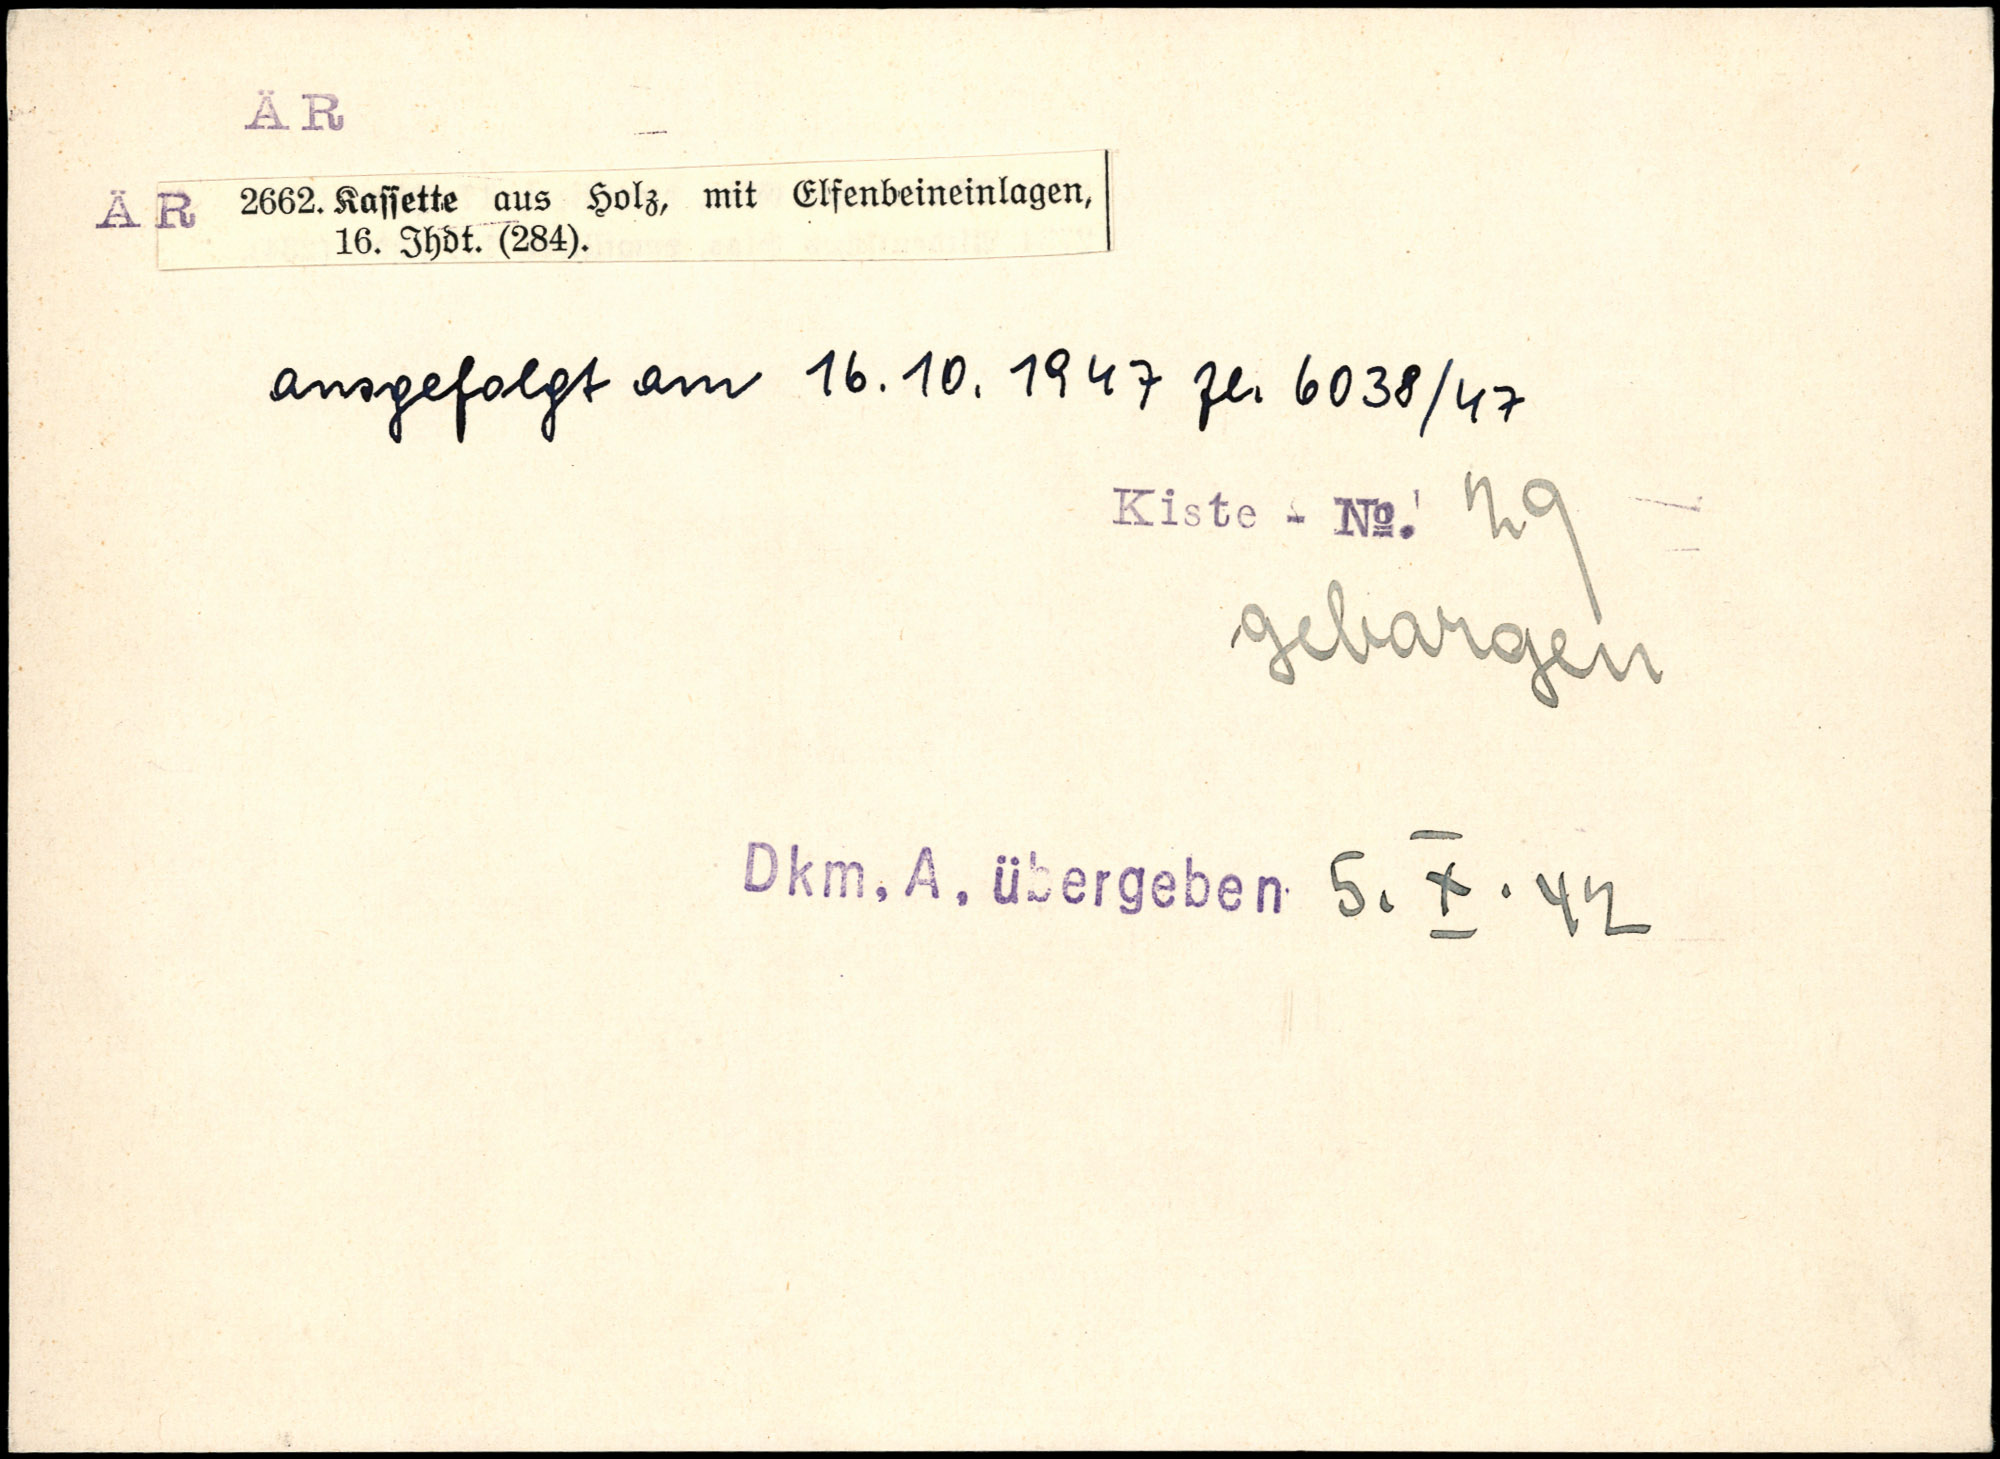 ÄR
ÄR 2662. Kassette aus Holz, mit Elfenbeineinlagen,
16. Jhdt. (284).
ausgefolgt am 16. 10. 1947 Zl. 6038/47
Kiste - No. 29
geborgen
Dkm. A. übergeben 5. X. 42